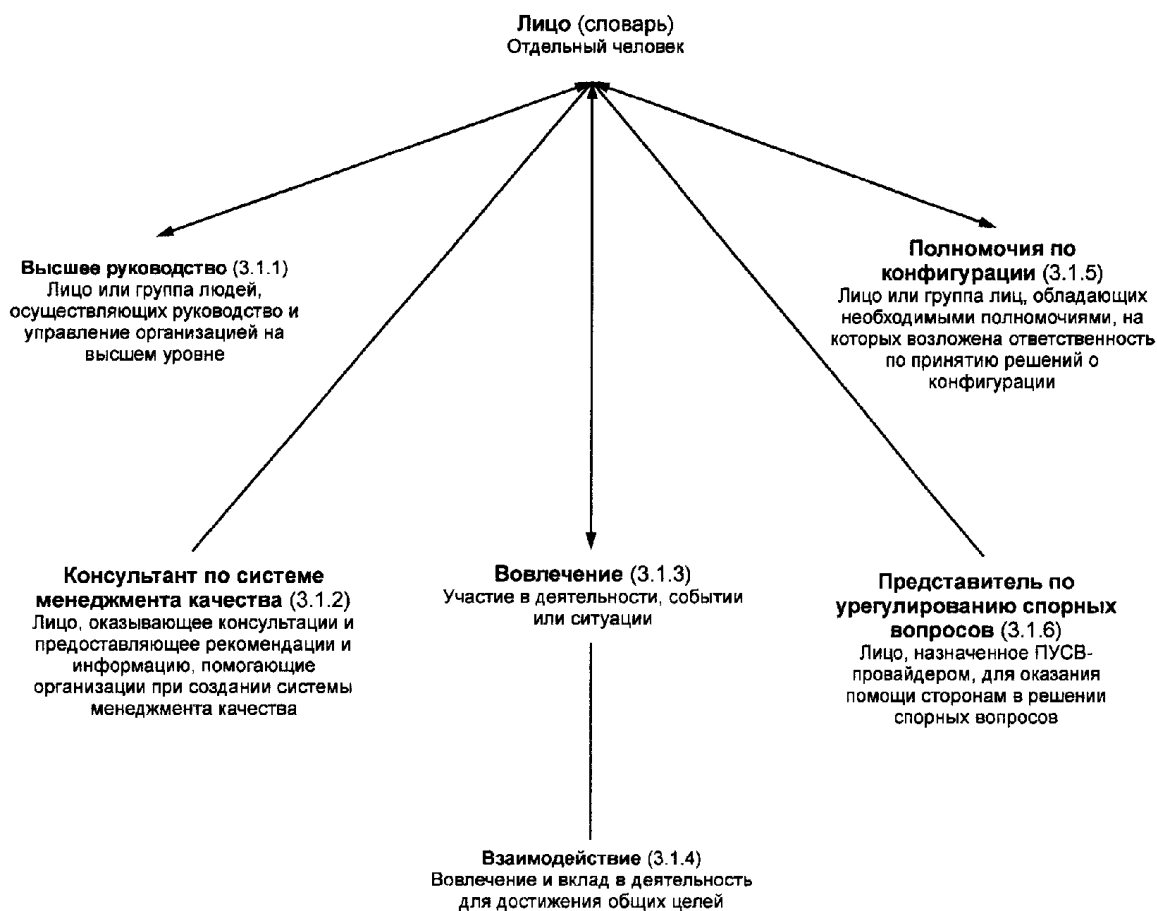 Лицо (словарь)
Отдельный человек
Высшее руководство (3.1.1)
Лицо или группа людей,
осуществляющих руководство и
управление организацией на
высшем уровне
Полномочия по
конфигурации (3.1.5)
Лицо или группа лиц, обладающих
необходимыми полномочиями, на
которых возложена ответственность
по принятию решений о
конфигурации
Консультант по системе
менеджмента качества (3.1.2)
Лицо, оказывающее консультации и
предоставляющее рекомендации и
информацию, помогающие
организации при создании системы
менеджмента качества
Вовлечение (3.1.3)
Участие в деятельности, событии
или ситуации
Представитель по
урегулированию спорных
вопросов (3.1.6)
Лицо, назначенное ПУСВ-
провайдером, для оказания
помощи сторонам в решении
спорных вопросов
Взаимодействие (3.1.4)
Вовлечение и вклад в деятельность
для достижения общих целей